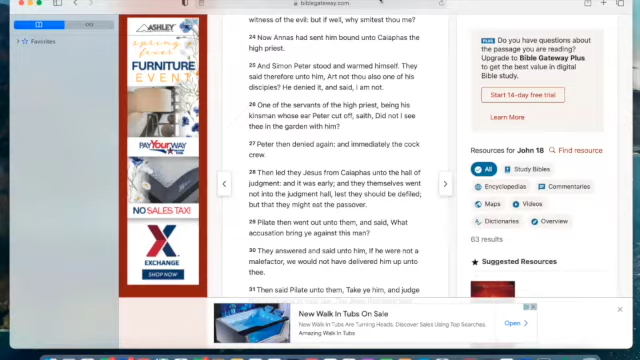 biblegateway.com
Favorites
ASHLEY
spring
fever
FURNITURE
EVENT
PAY YOUR WAY
NO SALES TAX!
X
EXCHANGE
SHOP NOW
witness of the evil: but if well, why smitest thou me?
24 Now Annas had sent him bound unto Caiaphas the
high priest.
25 And Simon Peter stood and warmed himself. They
said therefore unto him, Art not thou also one of his
disciples? He denied it, and said, I am not.
26 One of the servants of the high priest, being his
kinsman whose ear Peter cut off, saith, Did not I see
thee in the garden with him?
27 Peter then denied again: and immediately the cock
crew.
28 Then led they Jesus from Caiaphas unto the hall of
judgment: and it was early; and they themselves went
not into the judgment hall, lest they should be defiled;
but that they might eat the passover.
29 Pilate then went out unto them, and said, What
accusation bring ye against this man?
30 They answered and said unto him, If he were not a
malefactor, we would not have delivered him up unto
thee.
31 Then said Pilate unto them, Take ye him, and judge
PLUS Do you have questions about
the passage you are reading?
Upgrade to Bible Gateway Plus
to get the best value in digital
Bible study.
Start 14-day free trial
Learn More
Resources for John 18
Find resource
All
Study Bibles
Encyclopedias
Commentaries
Maps
Videos
Dictionaries
Overview
63 results
Suggested Resources
New Walk In Tubs On Sale
New Walk In Tubs Are Turning Heads. Discover Sales Using Top Searches.
Amazing Walk In Tubs
Open